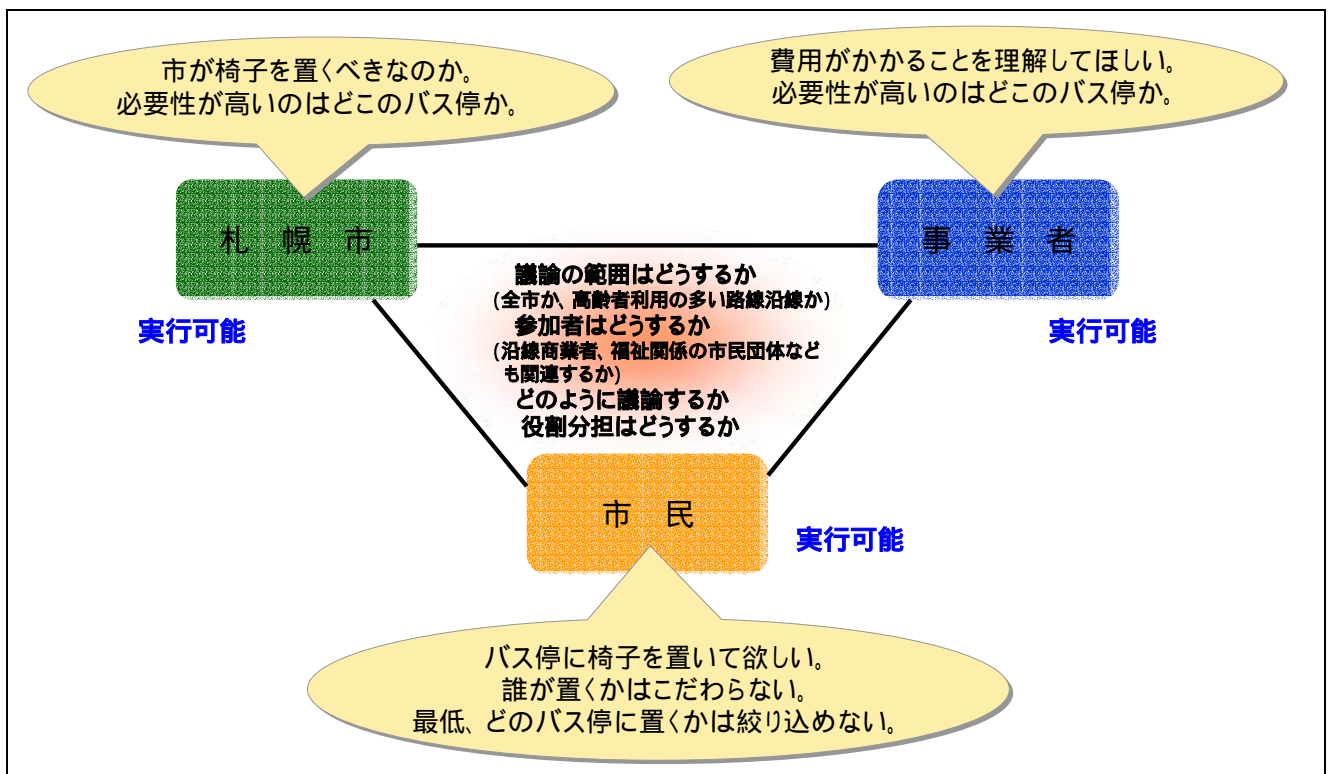 市が椅子を置くべきなのか。
必要性が高いのはどこのバス停か。
費用がかかることを理解してほしい。
必要性が高いのはどこのバス停か。
札 幌 市
事 業 者
議論の範囲はどうするか
(全市か、高齢者利用の多い路線沿線か)
参加者はどうするか
(沿線商業者、福祉関係の市民団体など
も関連するか)
どのように議論するか
役割分担はどうするか
実行可能
実行可能
市 民
実行可能
バス停に椅子を置いて欲しい。
誰が置くかはこだわらない。
最低、どのバス停に置くかは絞り込めない。